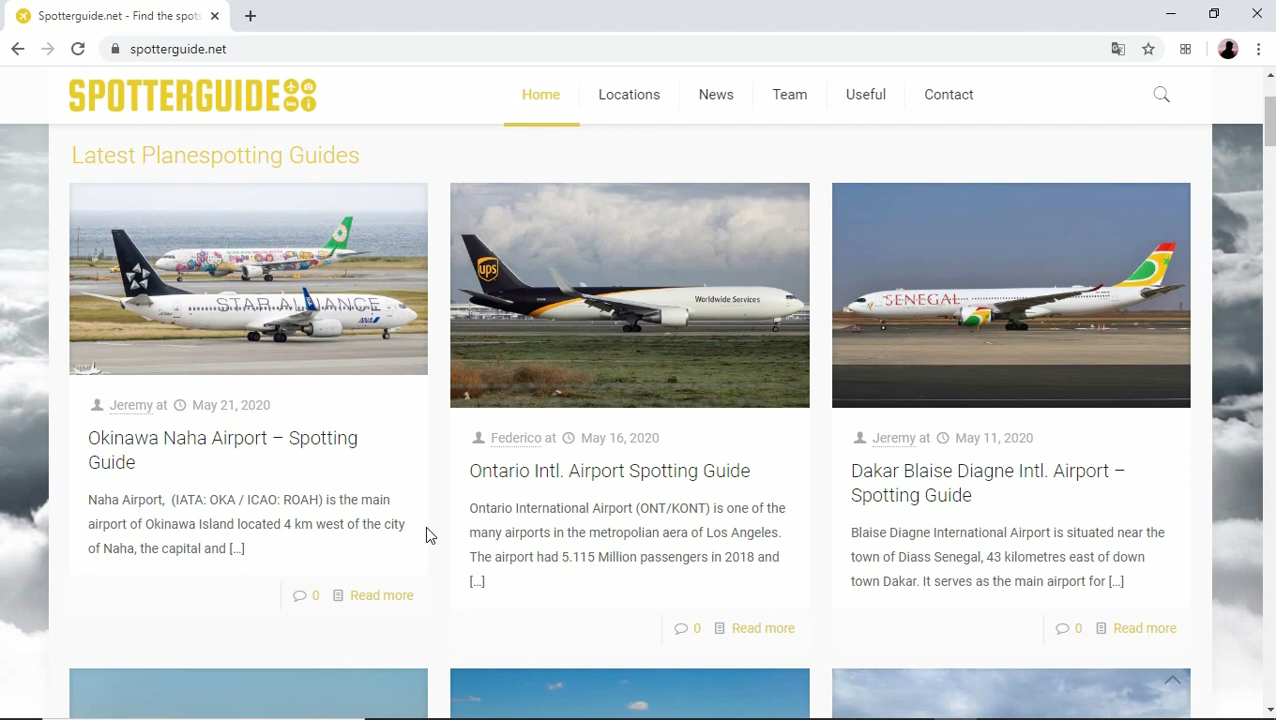 Spotterguide.net - Find the spots
spotterguide.net
SPOTTERGUIDE
Home
Locations
News
Team
Useful
Contact
Latest Planespotting Guides
STAR ALLIANCE
ANA
ups
Worldwide Services
SENEGAL
Jeremy at May 21, 2020
Okinawa Naha Airport – Spotting
Guide
Naha Airport, (IATA: OKA / ICAO: ROAH) is the main
airport of Okinawa Island located 4 km west of the city
of Naha, the capital and [...]
0 Read more
Federico at May 16, 2020
Ontario Intl. Airport Spotting Guide
Ontario International Airport (ONT/KONT) is one of the
many airports in the metropolian aera of Los Angeles.
The airport had 5.115 Million passengers in 2018 and
[...]
0 Read more
Jeremy at May 11, 2020
Dakar Blaise Diagne Intl. Airport –
Spotting Guide
Blaise Diagne International Airport is situated near the
town of Diass Senegal, 43 kilometres east of down
town Dakar. It serves as the main airport for [...]
0 Read more